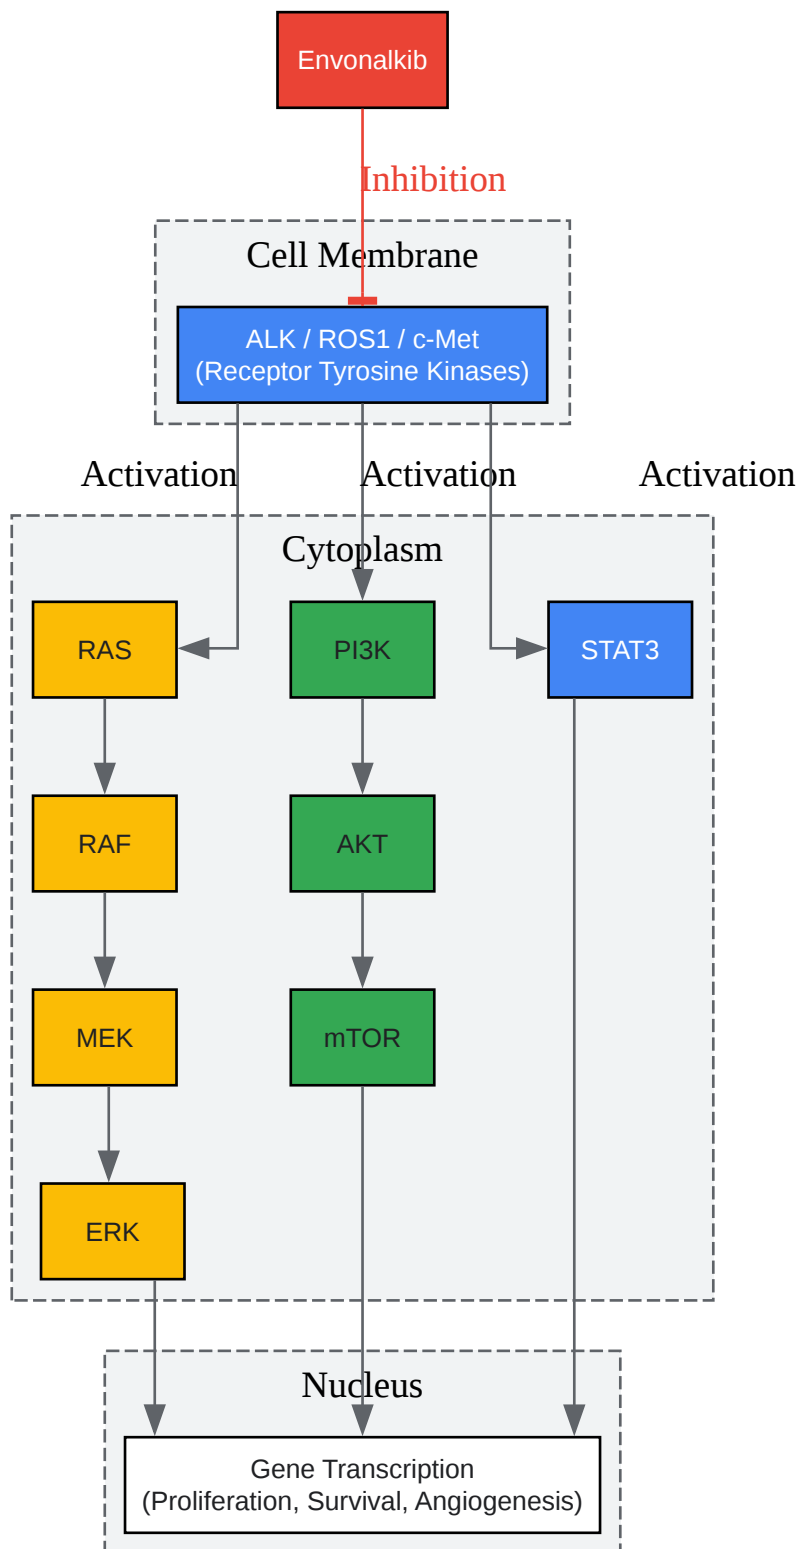 Envonalkib
Inhibition
Cell Membrane
ALK / ROS1 / c-Met
(Receptor Tyrosine Kinases)
Activation
Activation
Activation
Cytoplasm
RAS
PI3K
STAT3
RAF
AKT
MEK
mTOR
ERK
Nucleus
Gene Transcription
(Proliferation, Survival, Angiogenesis)